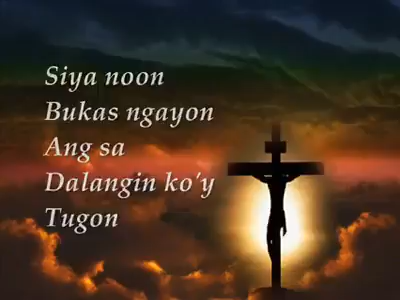 Siya noon
Bukas ngayon
Ang sa
Dalangin ko'y
Tugon